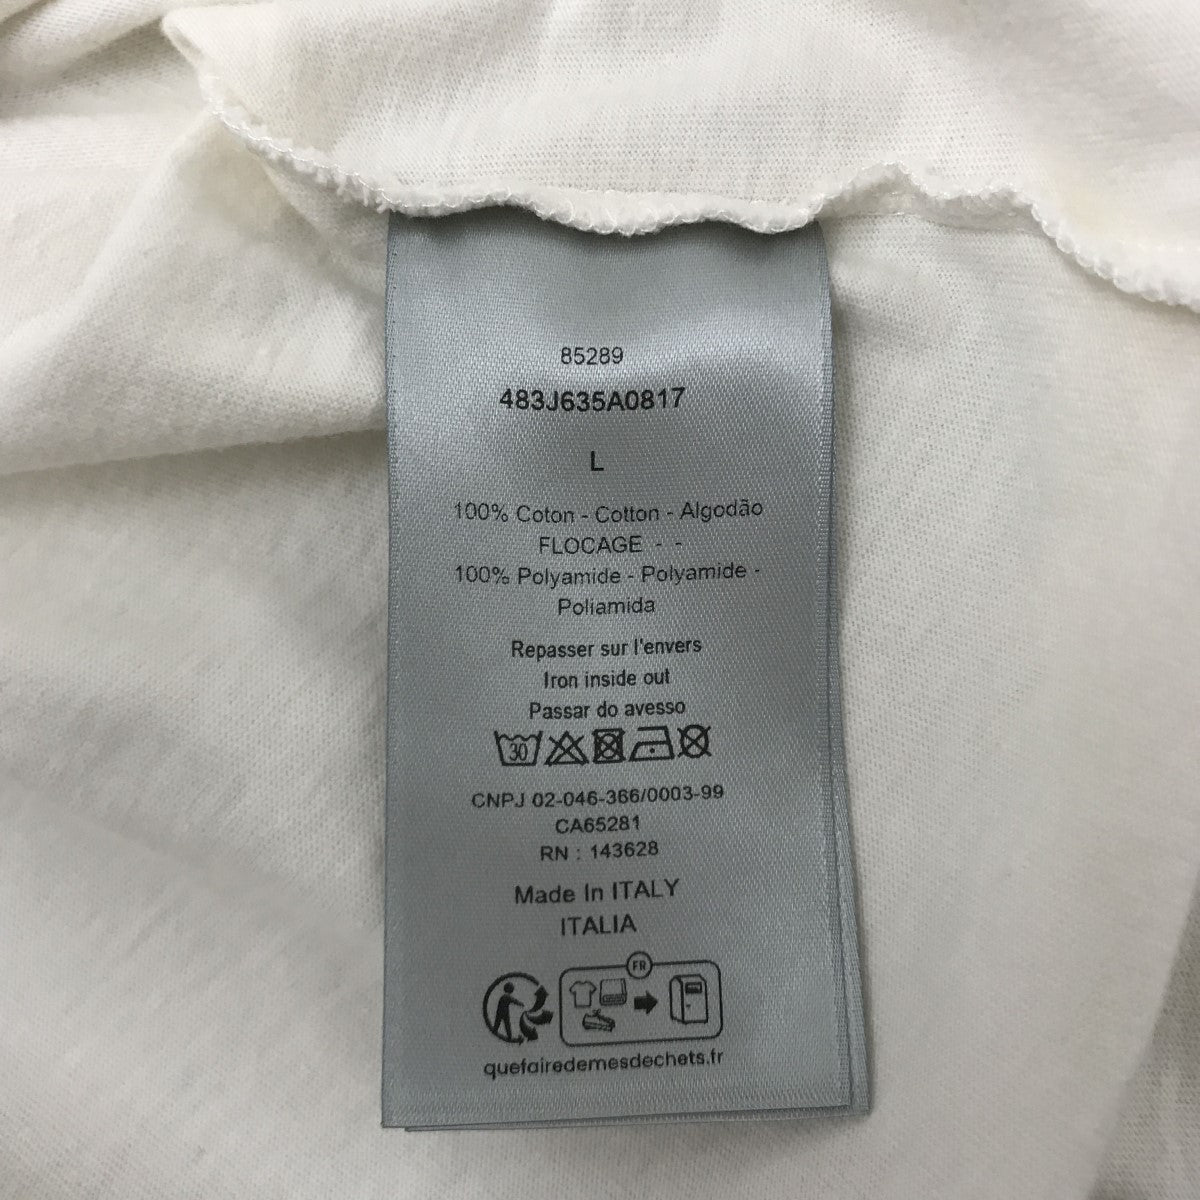 85289
483J635A0817
L
100% Coton - Cotton - Algodão
FLOCAGE - -
100% Polyamide - Polyamide -
Poliamida
Repasser sur l'envers
Iron inside out
Passar do avesso
30
CNPJ 02-046-366/0003-99
CA65281
RN : 143628
Made In ITALY
ITALIA
FR
quefairedemesdechets.fr